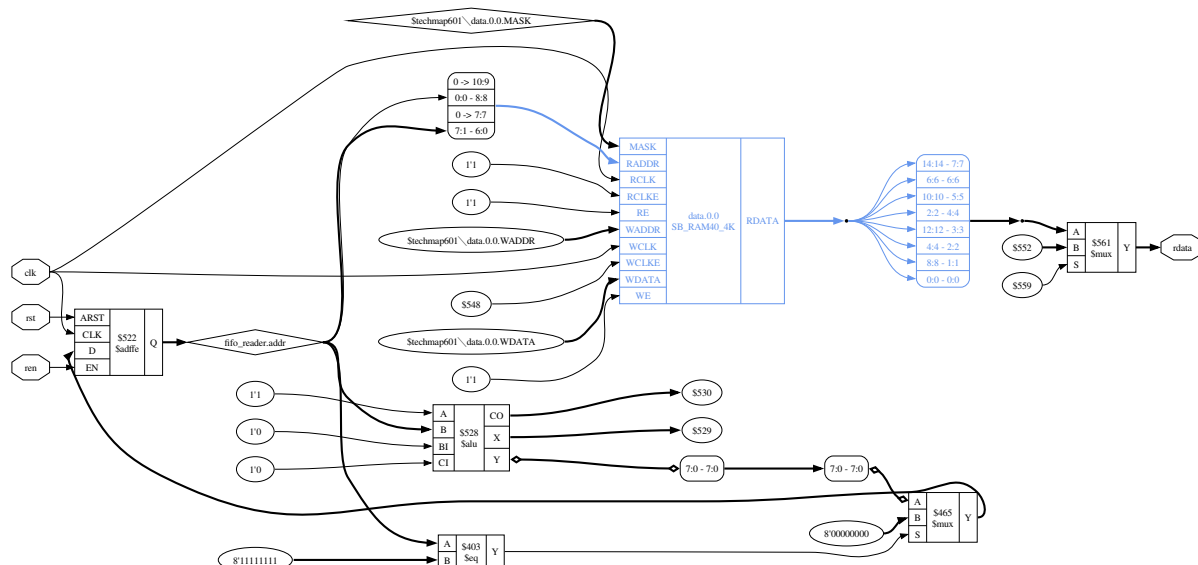 $techmap601\data.0.0.MASK
0 -> 10:9
0:0 - 8:8
0 -> 7:7
7:1 - 6:0
1'1
1'1
$techmap601\data.0.0.WADDR
$548
$techmap601\data.0.0.WDATA
1'1
MASK
RADDR
RCLK
RCLKE
RE
WADDR
WCLK
WCLKE
WDATA
WE
data.0.0
SB_RAM40_4K
RDATA
14:14 - 7:7
6:6 - 6:6
10:10 - 5:5
2:2 - 4:4
12:12 - 3:3
4:4 - 2:2
8:8 - 1:1
0:0 - 0:0
$552
$559
A
B
S
$561
$mux
Y
rdata
clk
rst
ren
ARST
CLK
D
EN
$522
$adffe
Q
fifo_reader.addr
1'1
1'0
1'0
A
B
BI
CI
$528
$alu
CO
X
Y
$530
$529
7:0 - 7:0
7:0 - 7:0
8'00000000
A
B
S
$465
$mux
Y
8'11111111
A
B
$403
$eq
Y